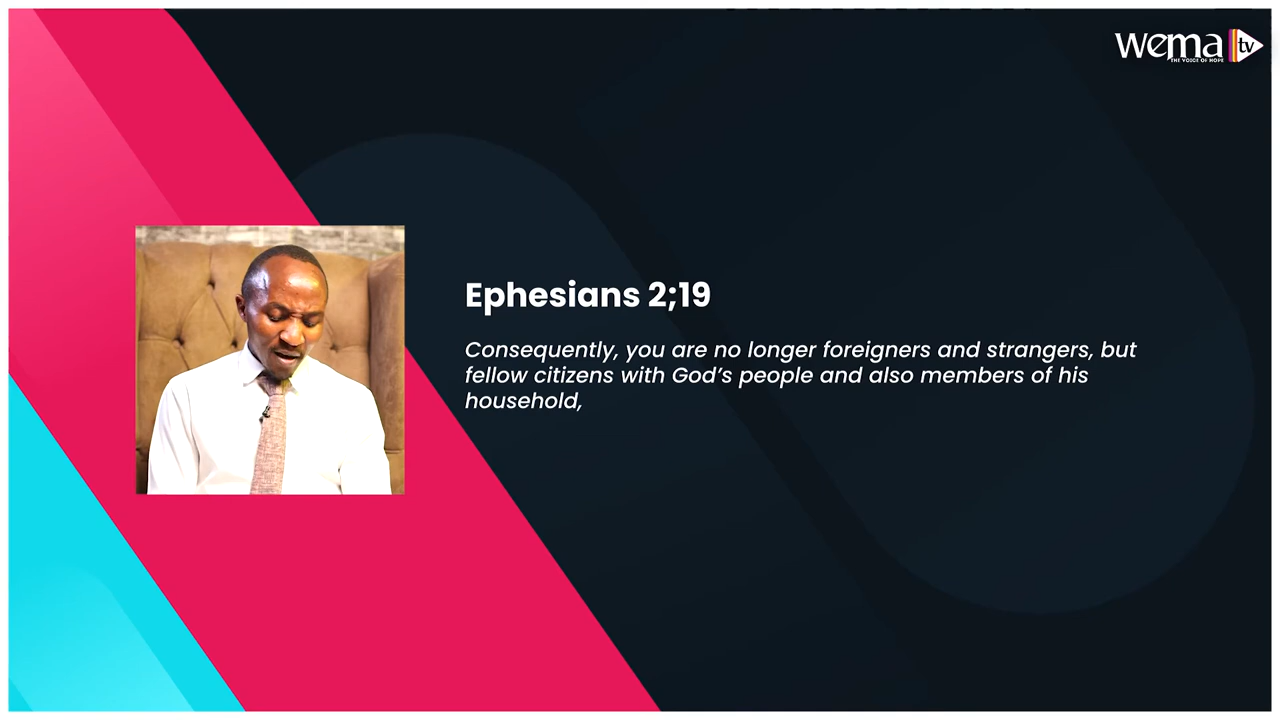 wema tv
THE VOICE OF HOPE
Ephesians 2;19
Consequently, you are no longer foreigners and strangers, but
fellow citizens with God’s people and also members of his
household,